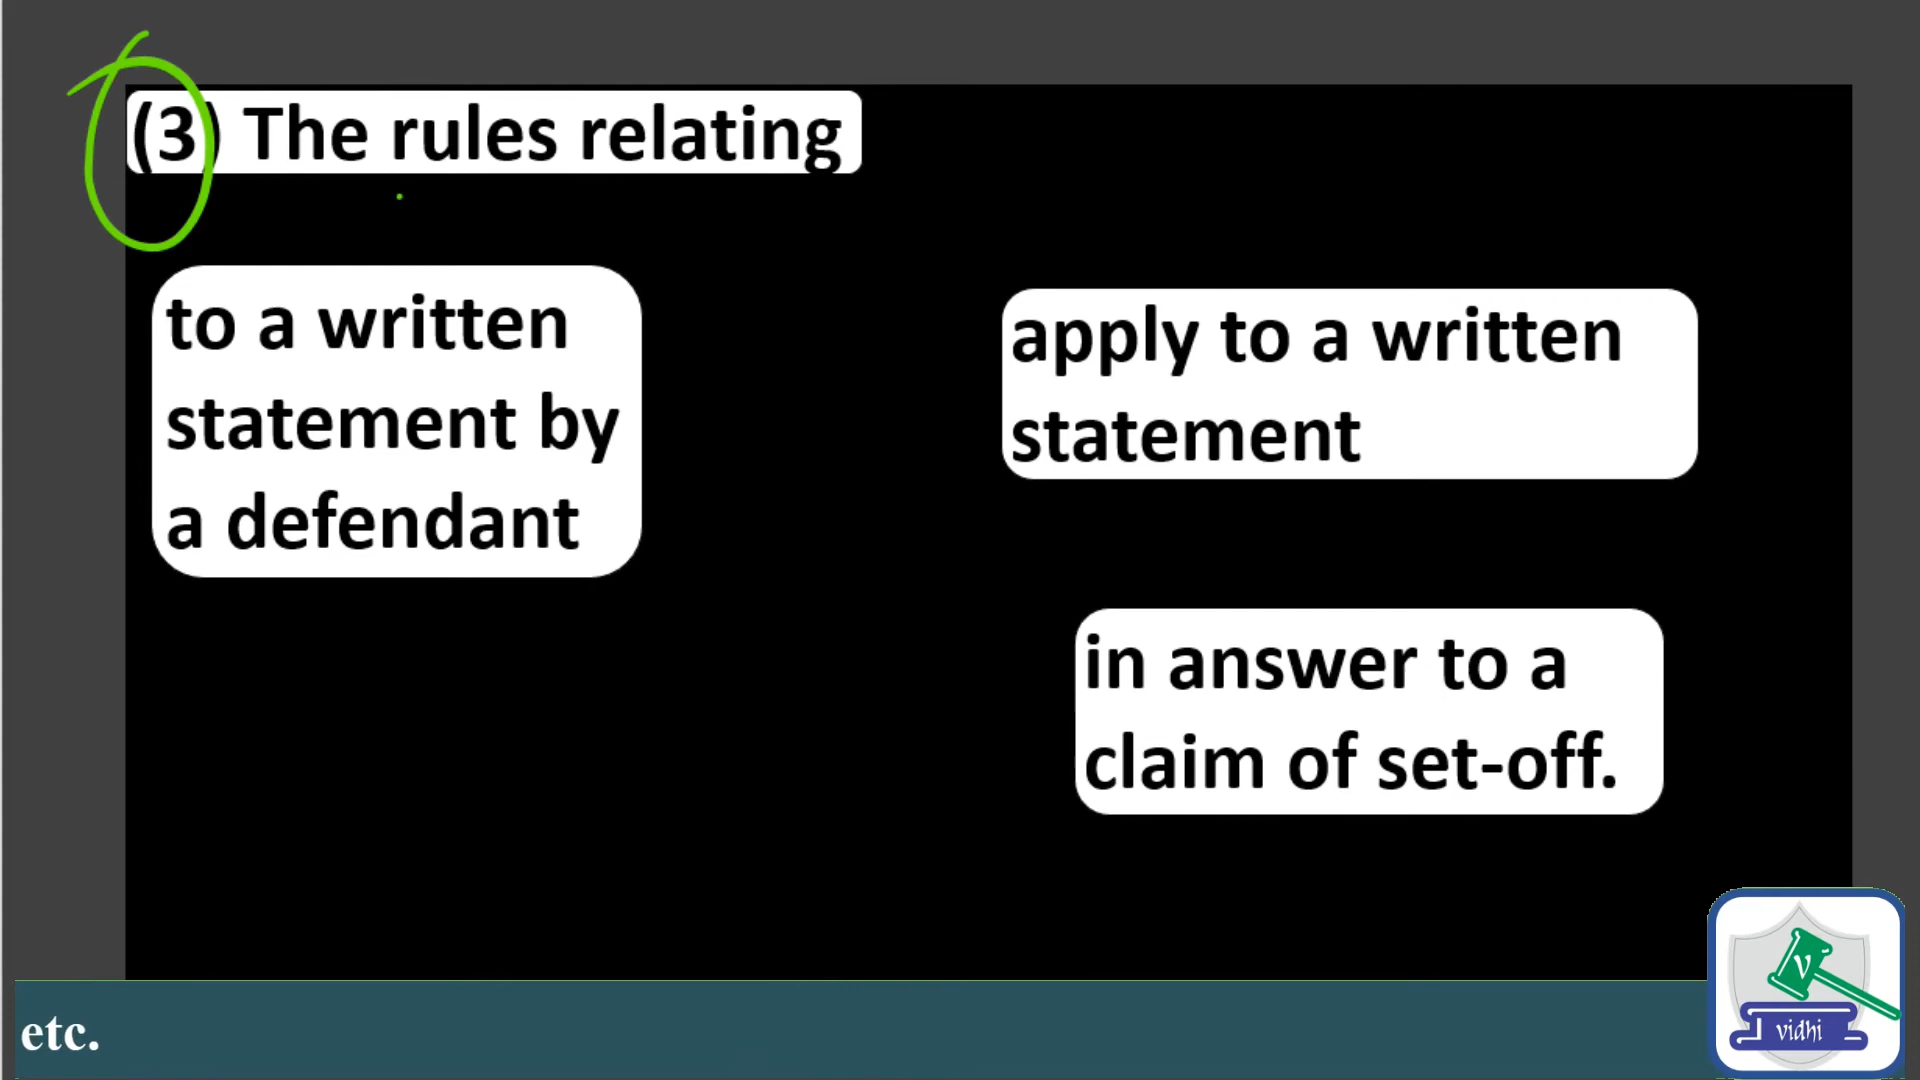 (3) The rules relating
to a written
statement by
a defendant
apply to a written
statement
in answer to a
claim of set-off.
etc.
V
vidhi